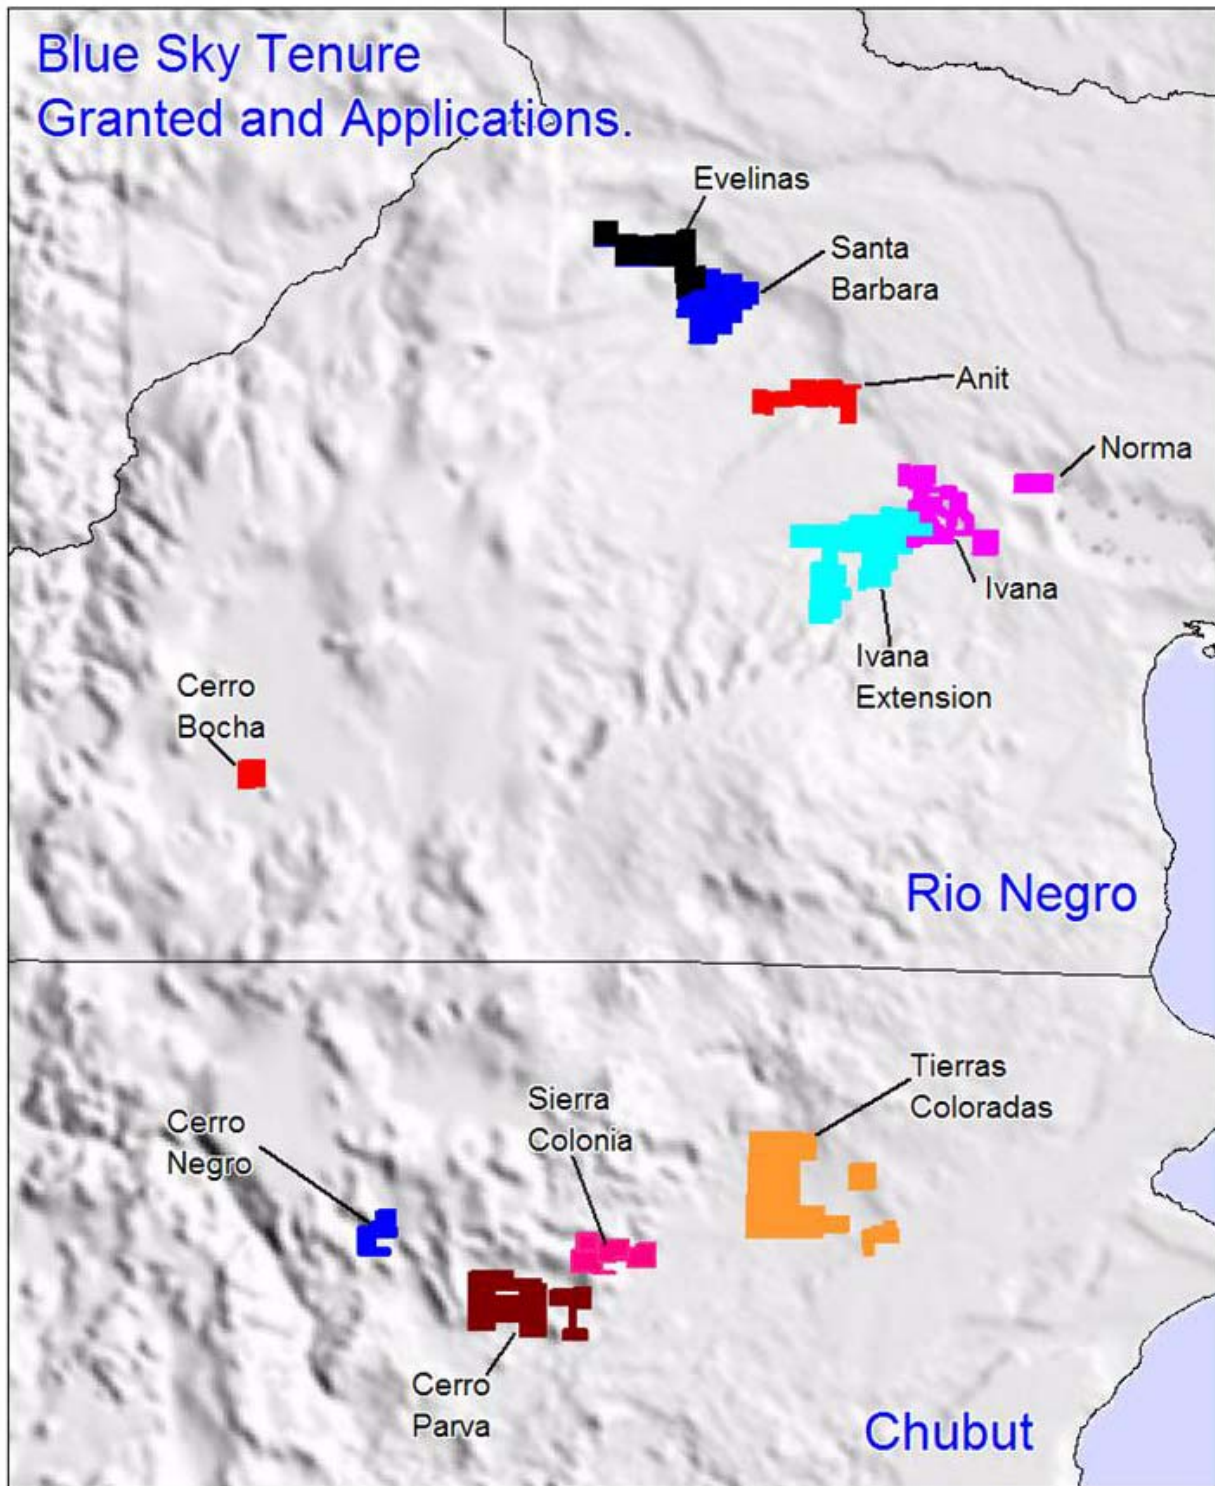 Blue Sky Tenure
Granted and Applications.
Evelinas
Santa
Barbara
Anit
Norma
Ivana
Ivana
Extension
Cerro
Bocha
Rio Negro
Tierras
Coloradas
Sierra
Colonia
Cerro
Negro
Cerro
Parva
Chubut